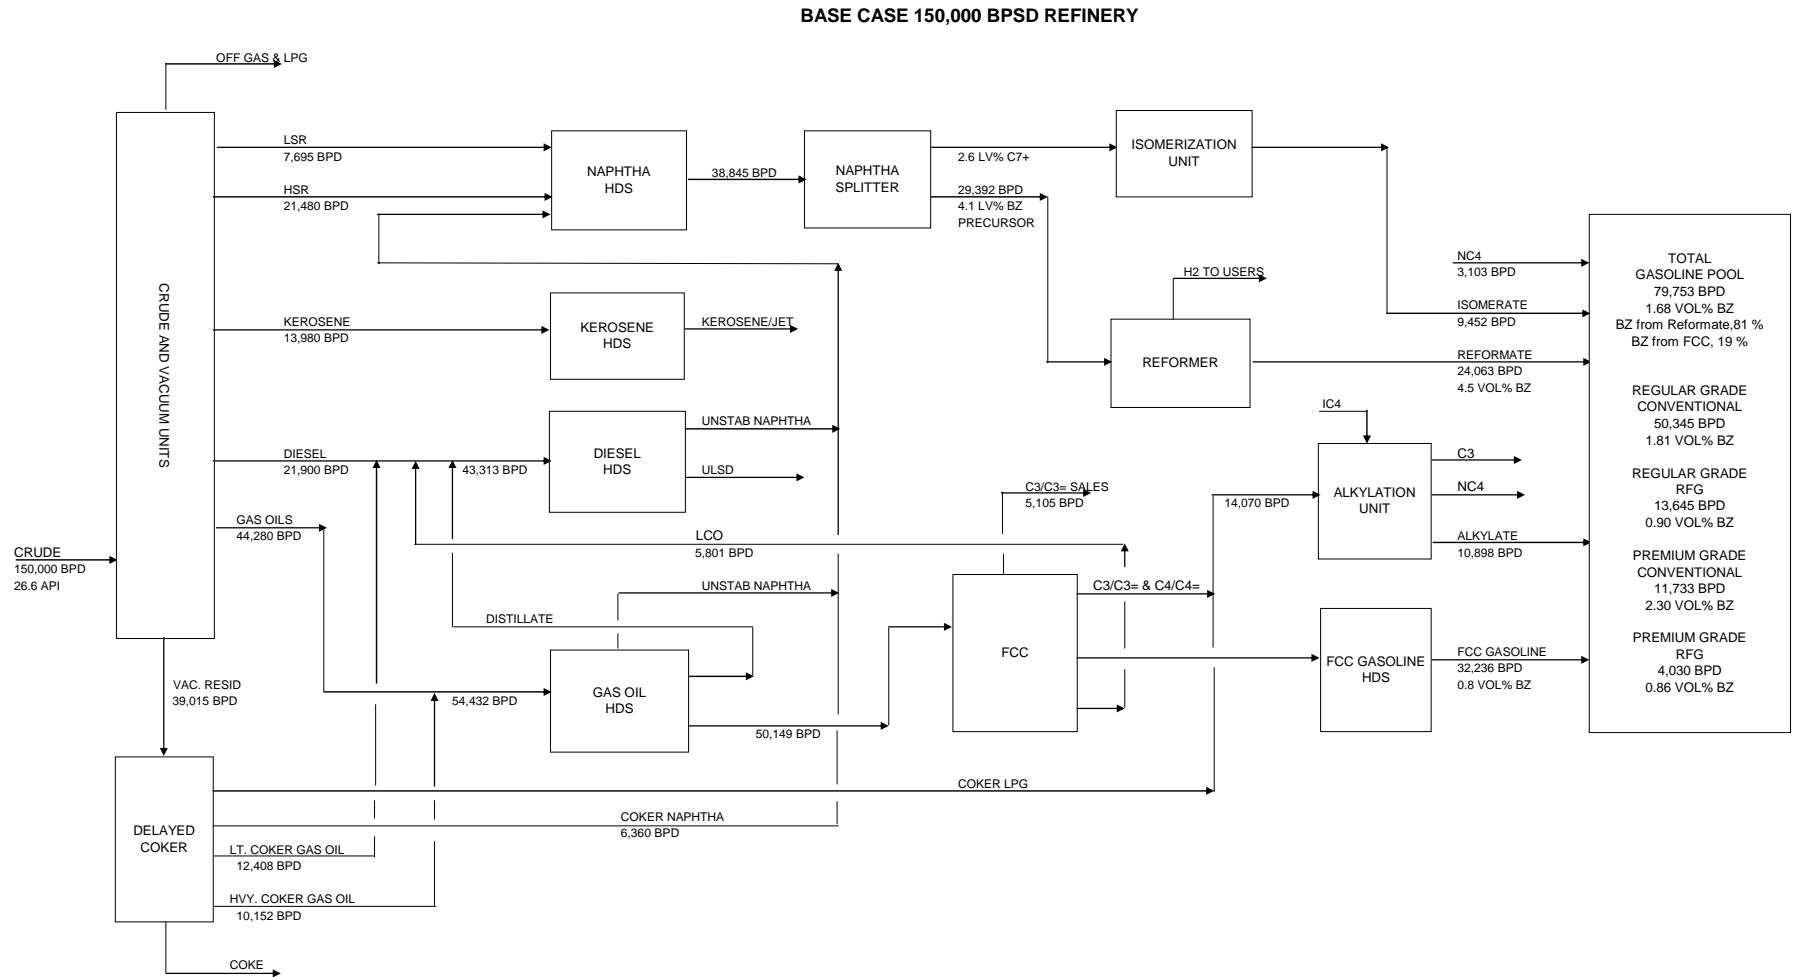 BASE CASE 150,000 BPSD REFINERY
OFF GAS & LPG
LSR
7,695 BPD
HSR
21,480 BPD
NAPHTHA
HDS
38,845 BPD
NAPHTHA
SPLITTER
2.6 LV% C7+
29,392 BPD
4.1 LV% BZ
PRECURSOR
ISOMERIZATION
UNIT
CRUDE AND VACUUM UNITS
KEROSENE
13,980 BPD
KEROSENE
HDS
KEROSENE/JET
H2 TO USERS
REFORMER
NC4
3,103 BPD
ISOMERATE
9,452 BPD
REFORMATE
24,063 BPD
4.5 VOL% BZ
TOTAL
GASOLINE POOL
79,753 BPD
1.68 VOL% BZ
BZ from Reformate,81 %
BZ from FCC, 19 %
REGULAR GRADE
CONVENTIONAL
50,345 BPD
1.81 VOL% BZ
REGULAR GRADE
RFG
13,645 BPD
0.90 VOL% BZ
PREMIUM GRADE
CONVENTIONAL
11,733 BPD
2.30 VOL% BZ
PREMIUM GRADE
RFG
4,030 BPD
0.86 VOL% BZ
DIESEL
21,900 BPD
43,313 BPD
DIESEL
HDS
UNSTAB NAPHTHA
ULSD
IC4
C3/C3= SALES
5,105 BPD
14,070 BPD
ALKYLATION
UNIT
C3
NC4
ALKYLATE
10,898 BPD
GAS OILS
44,280 BPD
LCO
5,801 BPD
CRUDE
150,000 BPD
26.6 API
UNSTAB NAPHTHA
DISTILLATE
FCC
C3/C3= & C4/C4=
FCC GASOLINE
HDS
FCC GASOLINE
32,236 BPD
0.8 VOL% BZ
VAC. RESID
39,015 BPD
54,432 BPD
GAS OIL
HDS
50,149 BPD
DELAYED
COKER
COKER LPG
COKER NAPHTHA
6,360 BPD
LT. COKER GAS OIL
12,408 BPD
HVY. COKER GAS OIL
10,152 BPD
COKE